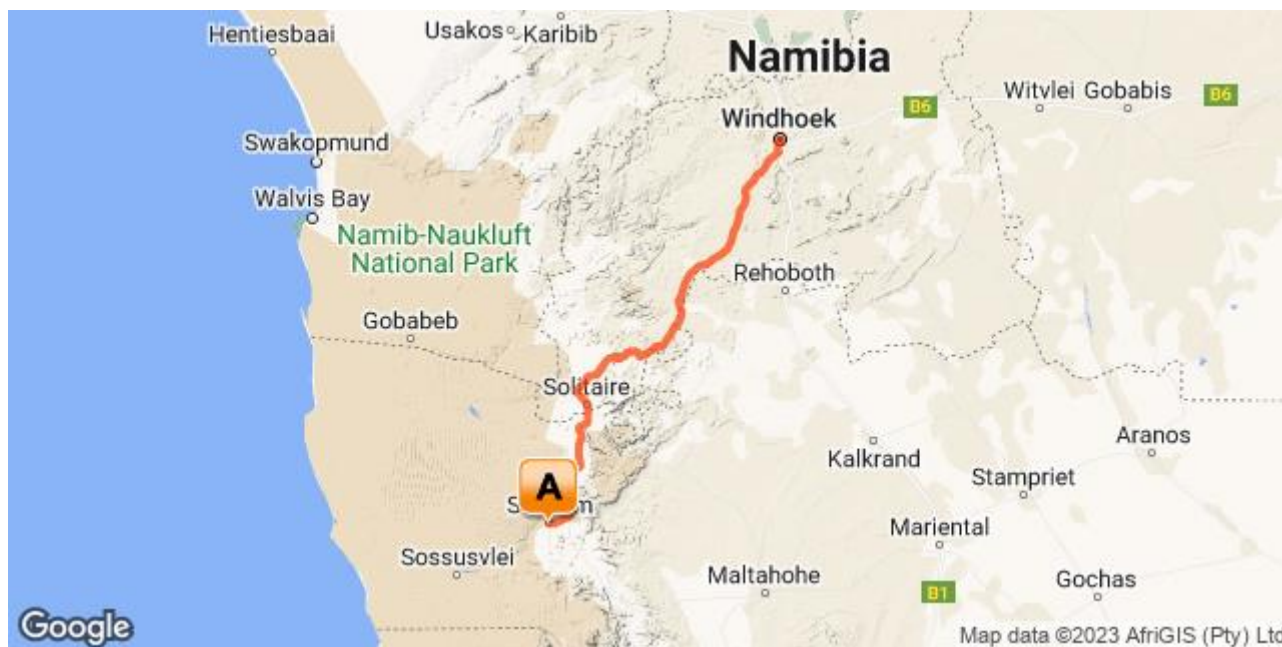 Hentiesbaai
Usakos
Karibib
Namibia
Witvlei
Gobabis
B6
B6
Windhoek
Swakopmund
Walvis Bay
Namib-Naukluft
National Park
Rehoboth
Gobabeb
Solitaire
Kalkrand
Aranos
Stampriet
A
Mariental
Sossusvlei
Maltahohe
B1
Gochas
Google
Map data ©2023 AfriGIS (Pty) Ltd